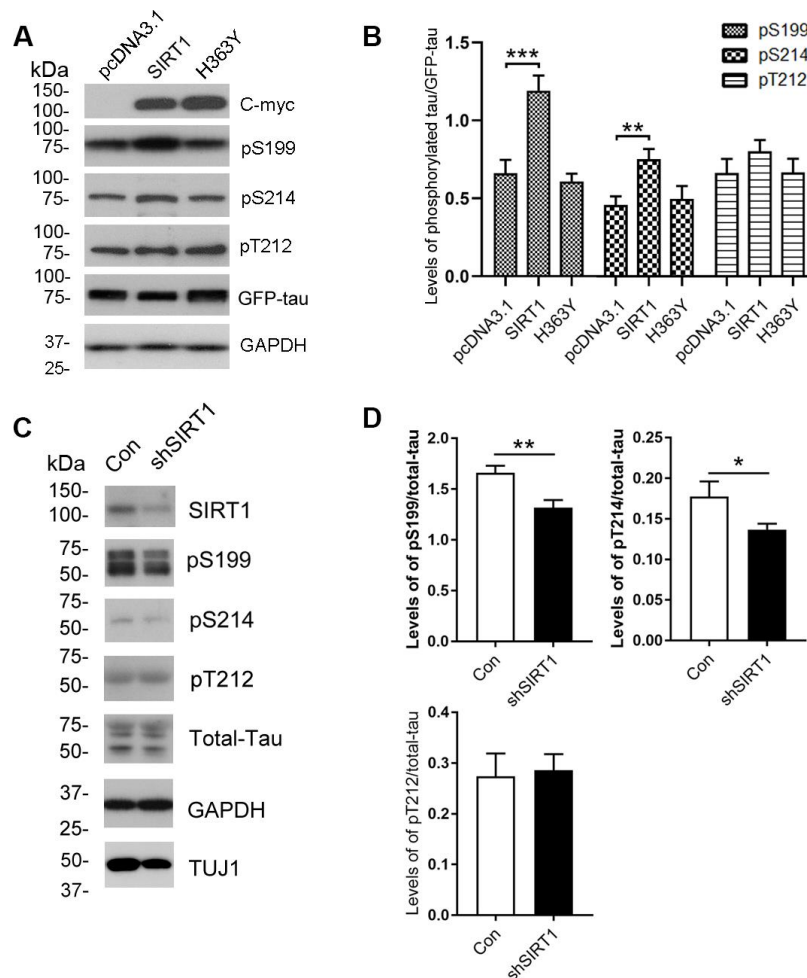 A
pcDNA3.1 SIRT1 H363Y
kDa
150-
100-
C-myc
100-
75-
pS199
100-
75-
pS214
100-
75-
pT212
100-
75-
GFP-tau
37-
25-
GAPDH
B
pS199
pS214
pT212
Levels of phosphorylated tau/GFP-tau
1.5
1.0
0.5
0.0
***
**
pcDNA3.1 SIRT1 H363Y pcDNA3.1 SIRT1 H363Y pcDNA3.1 SIRT1 H363Y
C
Con shSIRT1
kDa
150-
100-
SIRT1
75-
50-
pS199
75-
50-
pS214
75-
50-
pT212
75-
50-
Total-Tau
37-
25-
GAPDH
50-
37-
TUJ1
D
Levels of of pS199/total-tau
2.0
1.5
1.0
0.5
0.0
**
Con shSIRT1
Levels of of pT214/total-tau
0.25
0.20
0.15
0.10
0.05
0.00
*
Con shSIRT1
Levels of of pT212/total-tau
0.4
0.3
0.2
0.1
0.0
Con shSIRT1